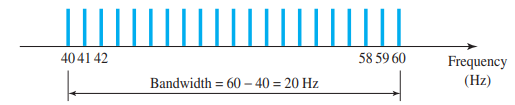 40 41 42 58 59 60 Frequency
Bandwidth = 60 – 40 = 20 Hz (Hz)